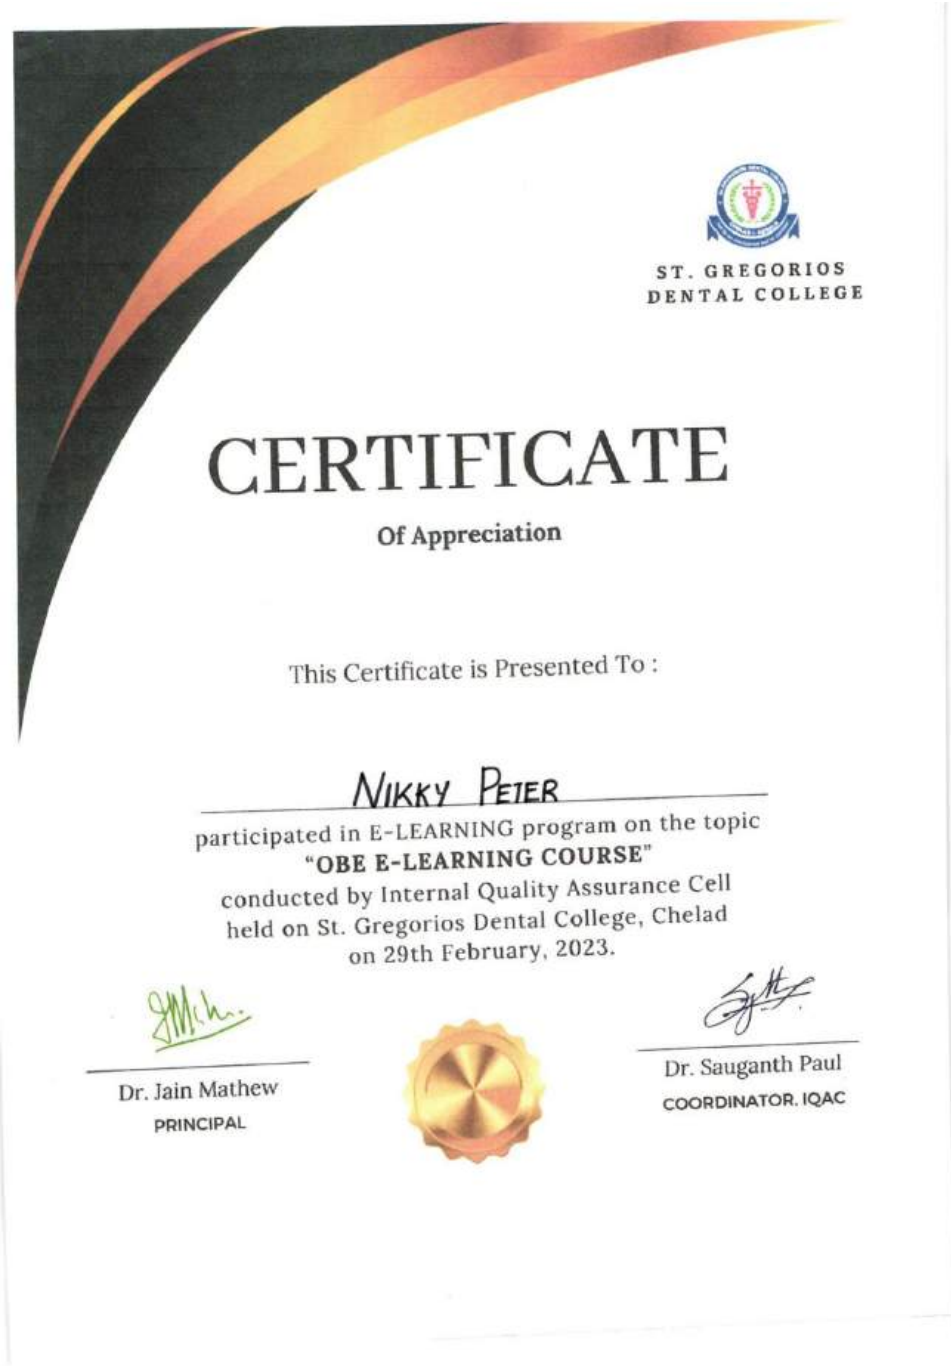 ST. GREGORIOS
DENTAL COLLEGE
CERTIFICATE
Of Appreciation
This Certificate is Presented To :
NIKKY PETER
participated in E-LEARNING program on the topic
“OBE E-LEARNING COURSE”
conducted by Internal Quality Assurance Cell
held on St. Gregorios Dental College, Chelad
on 29th February, 2023.
Dr. Jain Mathew
PRINCIPAL
Dr. Sauganth Paul
COORDINATOR. IQAC